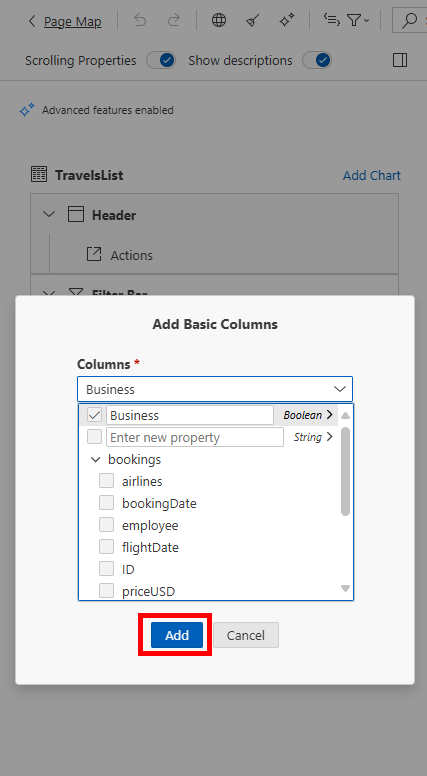 Page Map
Scrolling Properties Show descriptions
Advanced features enabled
TravelsList Add Chart
Header
Actions
Filter Bar
Add Basic Columns
Columns *
Business
Business Boolean
Enter new property String
bookings
airlines
bookingDate
employee
flightDate
ID
priceUSD
Add Cancel